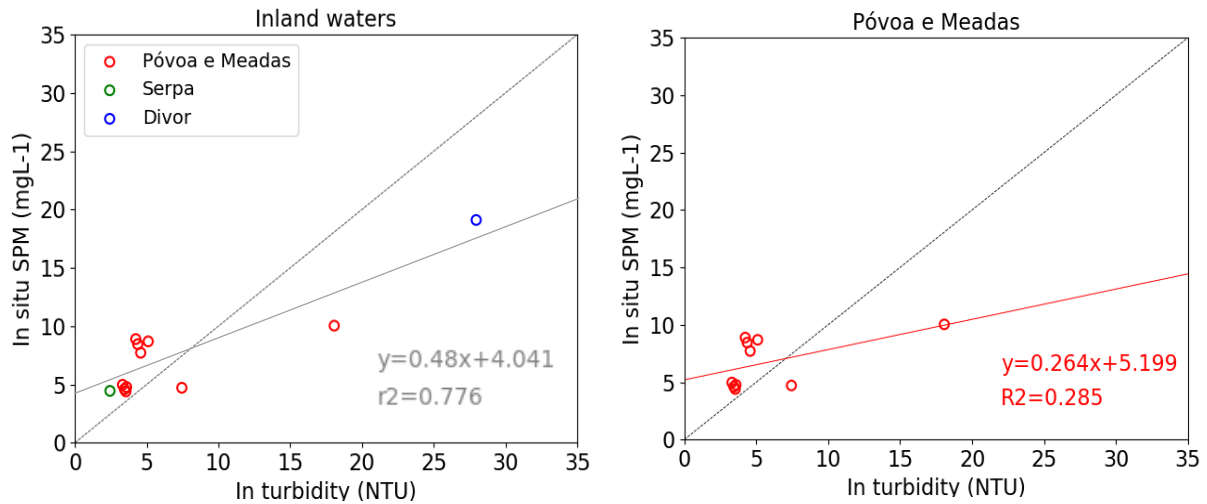 Inland waters
Póvoa e Meadas
Serpa
Divor
In situ SPM (mgL-1)
35
30
25
20
15
10
5
0
y=0.48x+4.041
r2=0.776
0 5 10 15 20 25 30 35
In turbidity (NTU)
Póvoa e Meadas
In situ SPM (mgL-1)
35
30
25
20
15
10
5
0
y=0.264x+5.199
R2=0.285
0 5 10 15 20 25 30 35
In turbidity (NTU)